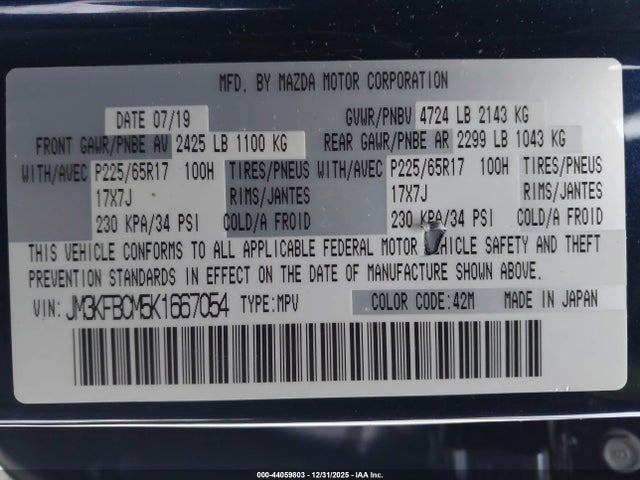 MFD. BY MAZDA MOTOR CORPORATION
DATE 07/19 GVWR/PNBV 4724 LB 2143 KG
FRONT GAWR/PNBE AV 2425 LB 1100 KG REAR GAWR/PNBE AR 2299 LB 1043 KG
WITH/AVEC P225/65R17 100H TIRES/PNEUS WITH/AVEC P225/65R17 100H TIRES/PNEUS
17X7J RIMS/JANTES 17X7J RIMS/JANTES
230 KPA/34 PSI COLD/A FROID 230 KPA/34 PSI COLD/A FROID
THIS VEHICLE CONFORMS TO ALL APPLICABLE FEDERAL MOTOR VEHICLE SAFETY AND THEFT
PREVENTION STANDARDS IN EFFECT ON THE DATE OF MANUFACTURE SHOWN ABOVE.
VIN: JM3KFBCM5K1667054 TYPE:MPV COLOR CODE:42M MADE IN JAPAN
000-44059803 - 12/31/2025 - IAA Inc.